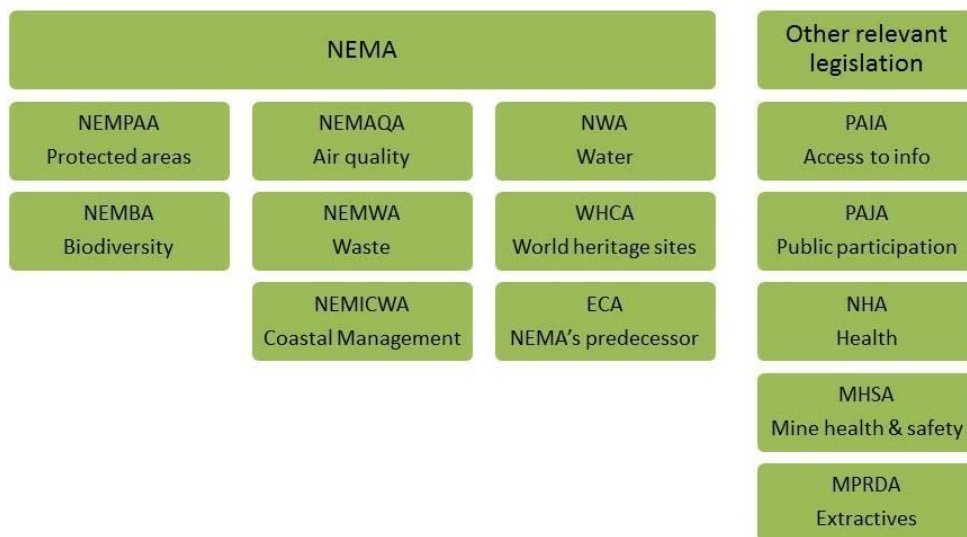 NEMA
Other relevant
legislation
NEMPAA
Protected areas
NEMAQA
Air quality
NWA
Water
PAIA
Access to info
NEMBA
Biodiversity
NEMWA
Waste
WHCA
World heritage sites
PAJA
Public participation
NEMICWA
Coastal Management
ECA
NEMA's predecessor
NHA
Health
MHSA
Mine health & safety
MPRDA
Extractives